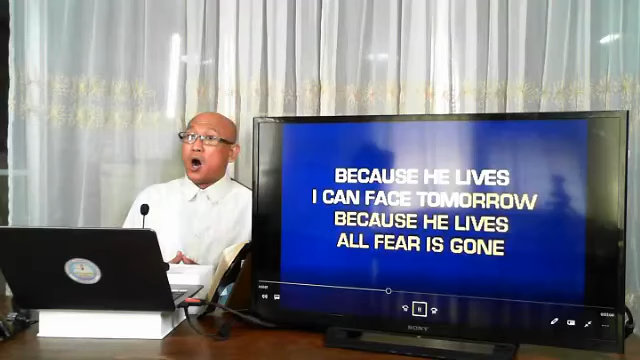 BECAUSE HE LIVES
I CAN FACE TOMORROW
BECAUSE HE LIVES
ALL FEAR IS GONE
SONY